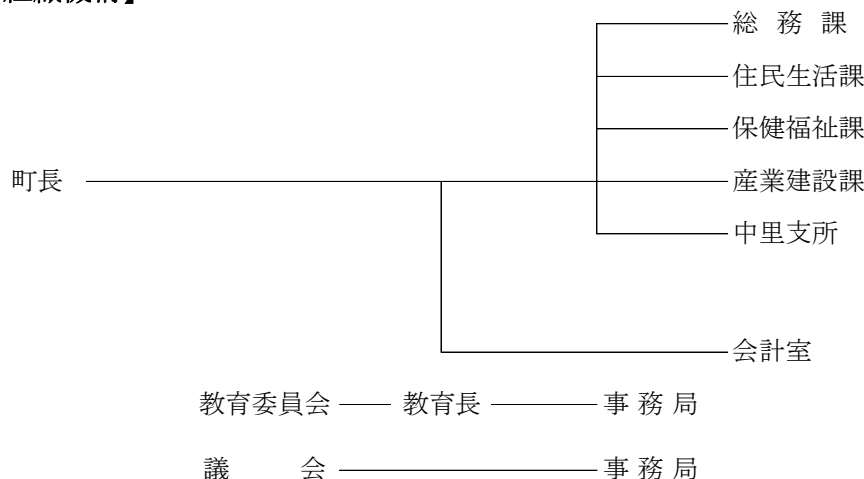 総務課
住民生活課
保健福祉課
町長 産業建設課
中里支所
会計室
教育委員会 教育長 事務局
議会 事務局